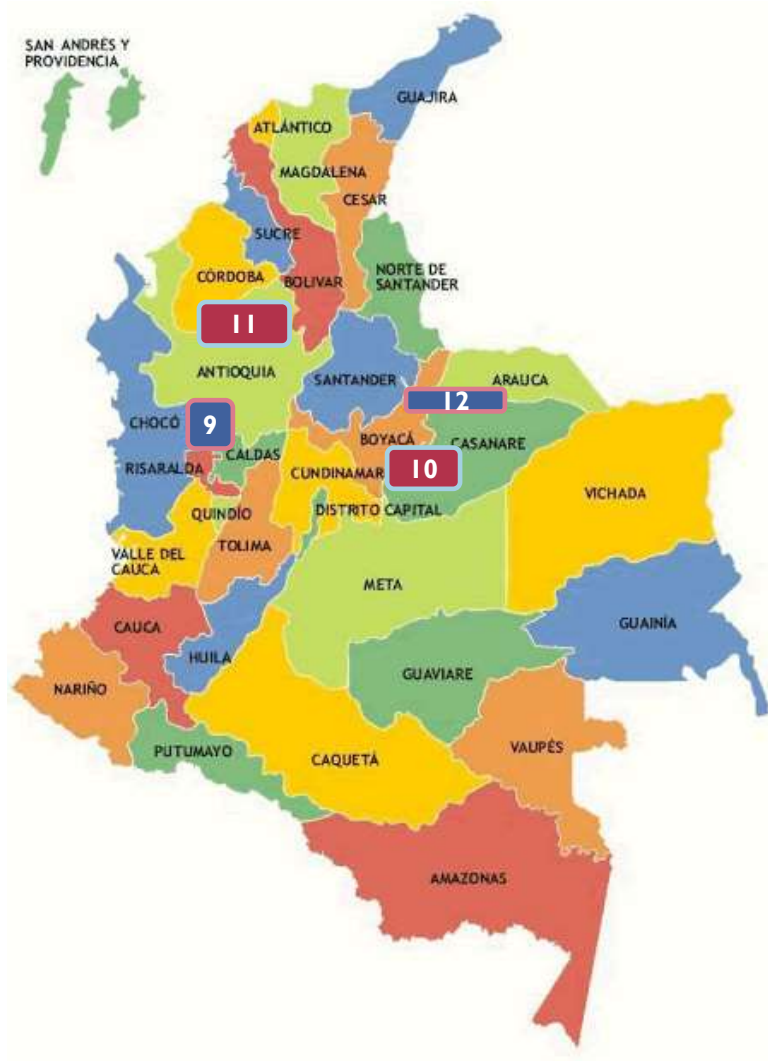 SAN ANDRÉS Y
PROVIDENCIA
GUAJIRA
ATLÁNTICO
MAGDALENA
CESAR
SUCRE
CÓRDOBA
BOLIVAR
NORTE DE
SANTANDER
11
ANTIOQUIA
SANTANDER
ARAUCA
12
CHOCÓ
9
BOYACÁ
CASANARE
RISARALDA
CALDAS
CUNDINAMAR
10
VICHADA
QUINDÍO
DISTRITO CAPITAL
TOLIMA
VALLE DEL
CAUCA
META
CAUCA
GUAINÍA
HUILA
GUAVIARE
NARIÑO
PUTUMAYO
CAQUETÁ
VAUPÉS
AMAZONAS